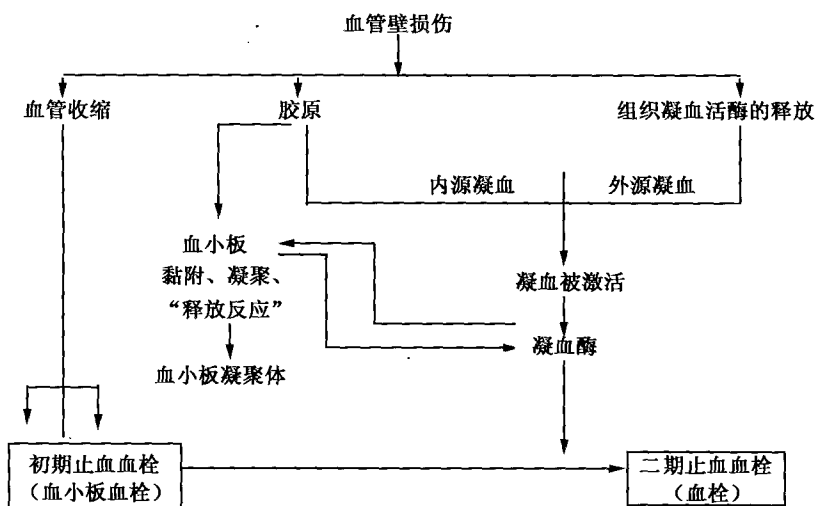 血管壁损伤
血管收缩
胶原
组织凝血活酶的释放
内源凝血
外源凝血
血小板
黏附、凝聚、
“释放反应”
凝血被激活
凝血酶
血小板凝聚体
初期止血血栓
（血小板血栓）
二期止血血栓
（血栓）